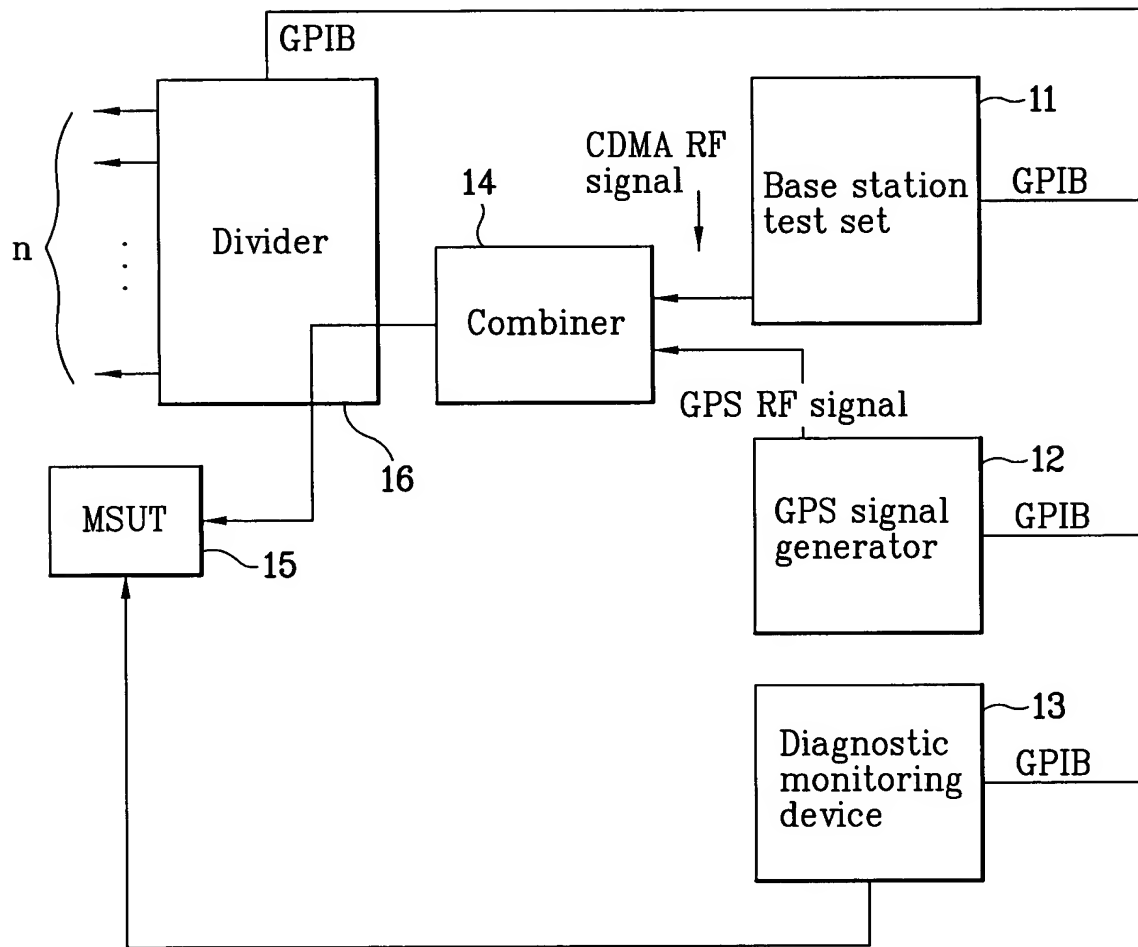 GPIB
11
CDMA RF
signal
14
Base station
test set
GPIB
n
Divider
Combiner
GPS RF signal
16
12
MSUT
15
GPS signal
generator
GPIB
13
Diagnostic
monitoring
device
GPIB